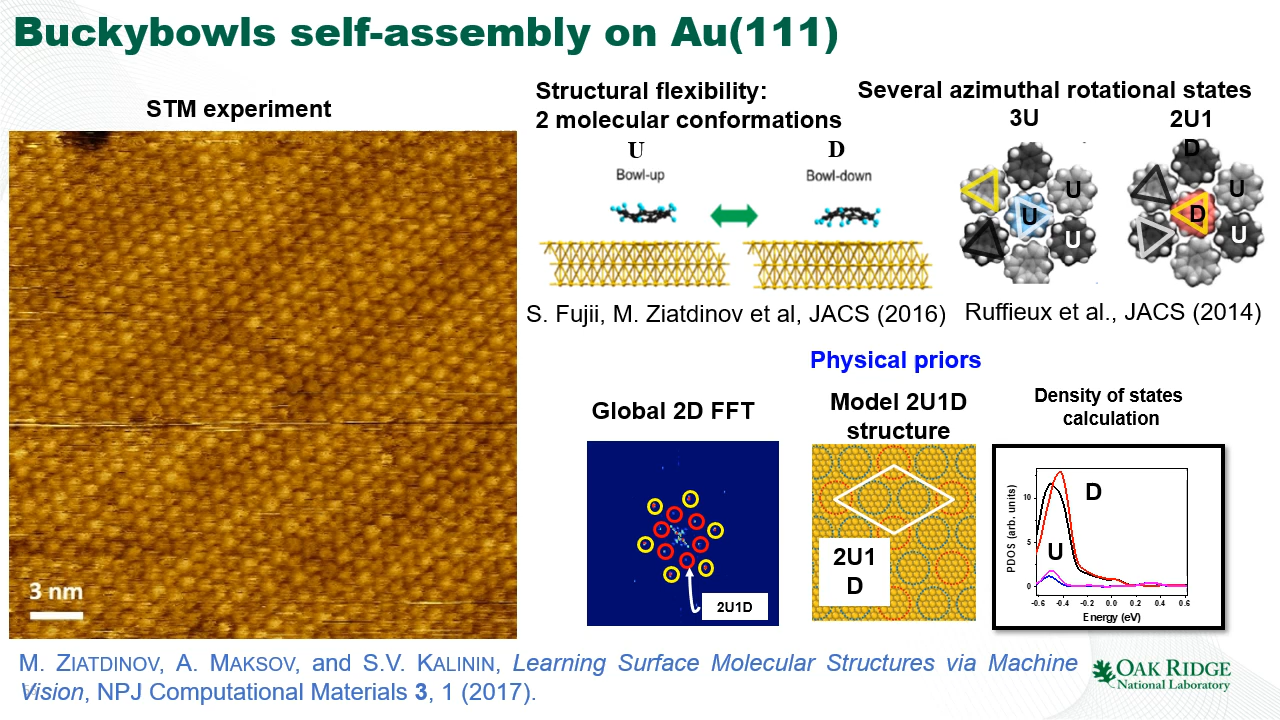 Buckybowls self-assembly on Au(111)
STM experiment
3 nm
Structural flexibility:
2 molecular conformations
U
D
Bowl-up
Bowl-down
S. Fujii, M. Ziatdinov et al, JACS (2016)
Several azimuthal rotational states
3U
2U1
D
U
U
U
U
D
U
Ruffieux et al., JACS (2014)
Physical priors
Global 2D FFT
2U1D
Model 2U1D
structure
2U1
D
Density of states
calculation
PDOS (arb. units)
10
5
0
D
U
-0.6 -0.4 -0.2 0.0 0.2 0.4 0.6
Energy (eV)
M. ZIATDINOV, A. MAKSOV, and S.V. KALININ, Learning Surface Molecular Structures via Machine
Vision, NPJ Computational Materials 3, 1 (2017).
OAK RIDGE
National Laboratory